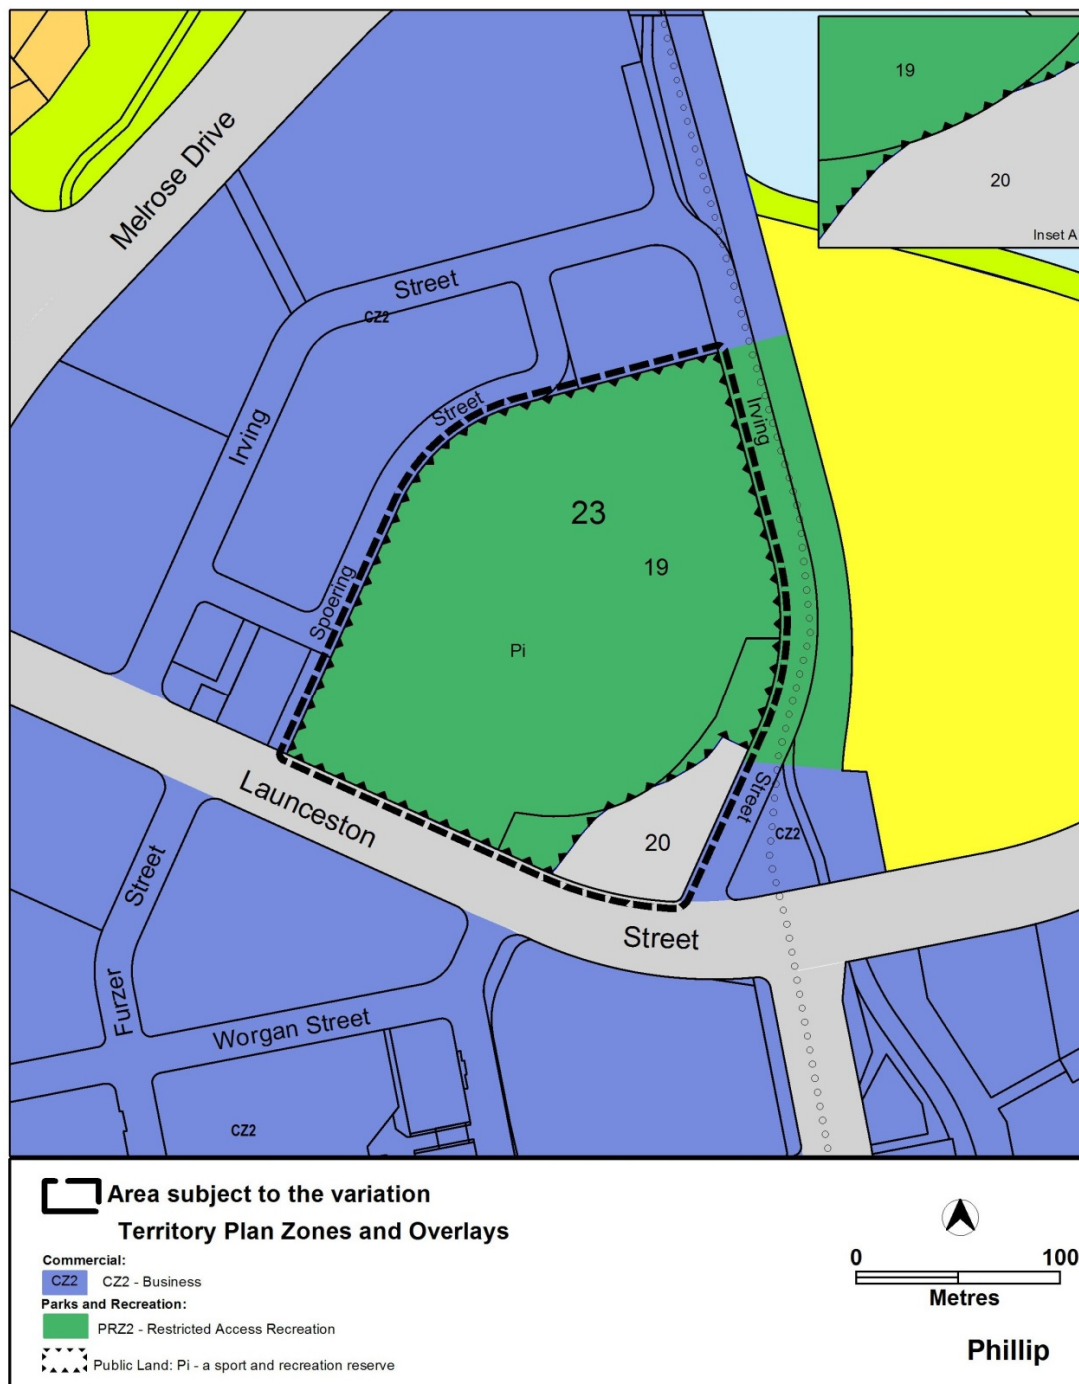 19
20
Inset A
Melrose Drive
Street
CZ2
Irving
Street
Irving
23
19
Spoering
Pi
Launceston
Street
20
CZ2
Street
Street
Furzer
Worgan Street
CZ2
Area subject to the variation
Territory Plan Zones and Overlays
Commercial:
CZ2 CZ2 - Business
Parks and Recreation:
PRZ2 - Restricted Access Recreation
Public Land: Pi - a sport and recreation reserve
0 100
Metres
Phillip